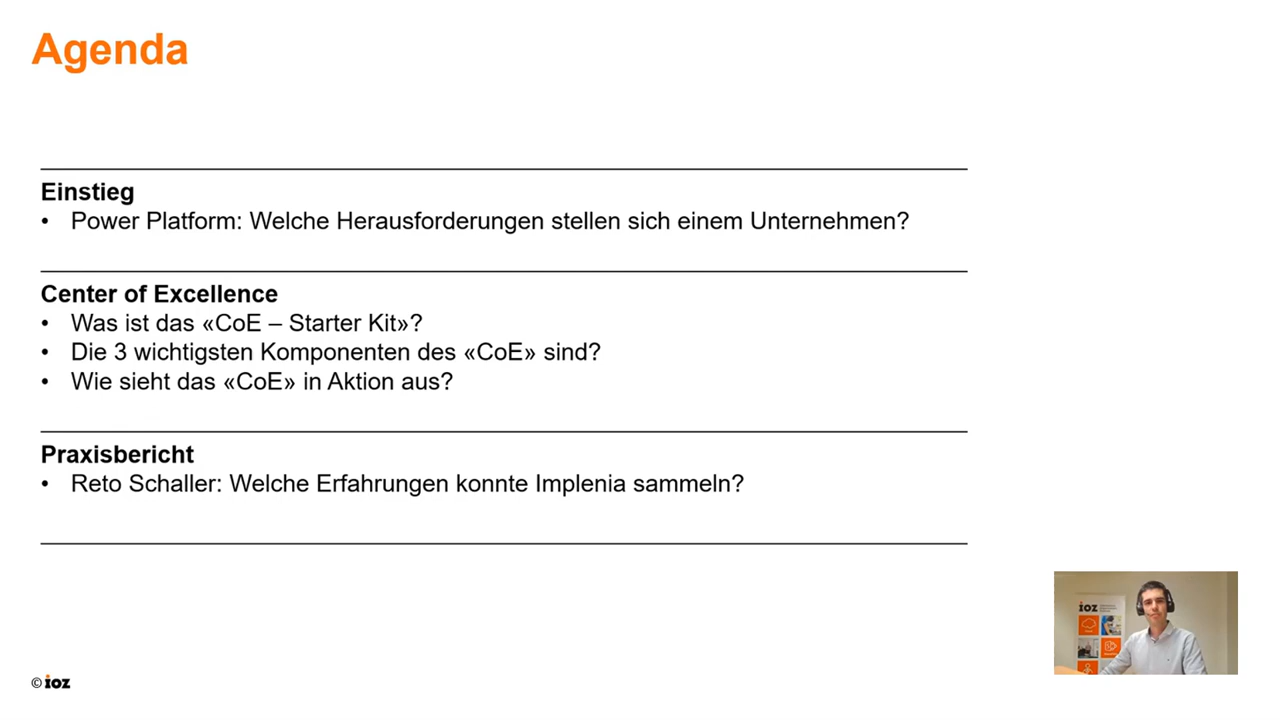 Agenda
Einstieg
• Power Platform: Welche Herausforderungen stellen sich einem Unternehmen?
Center of Excellence
• Was ist das «CoE – Starter Kit»?
• Die 3 wichtigsten Komponenten des «CoE» sind?
• Wie sieht das «CoE» in Aktion aus?
Praxisbericht
• Reto Schaller: Welche Erfahrungen konnte Implenia sammeln?
ioz
© ioz